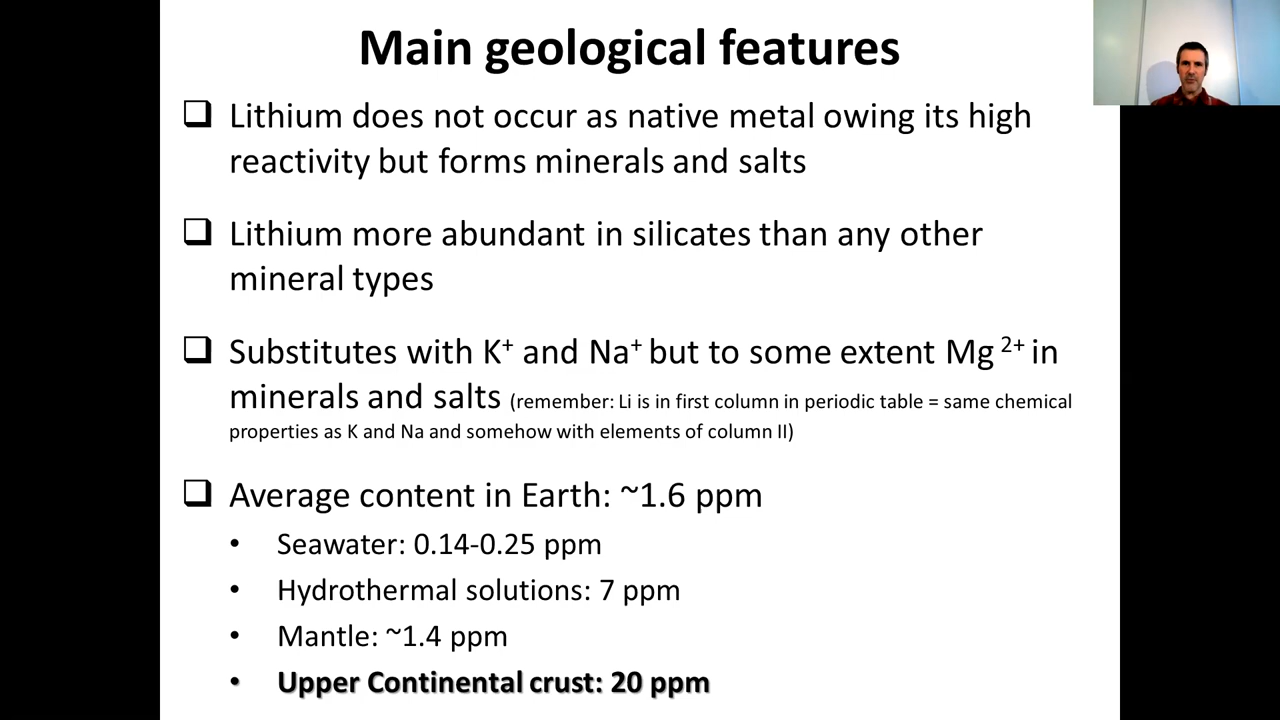 Main geological features
❑ Lithium does not occur as native metal owing its high
reactivity but forms minerals and salts
❑ Lithium more abundant in silicates than any other
mineral types
❑ Substitutes with K⁺ and Na⁺ but to some extent Mg ²⁺ in
minerals and salts (remember: Li is in first column in periodic table = same chemical
properties as K and Na and somehow with elements of column II)
❑ Average content in Earth: ~1.6 ppm
• Seawater: 0.14-0.25 ppm
• Hydrothermal solutions: 7 ppm
• Mantle: ~1.4 ppm
• Upper Continental crust: 20 ppm